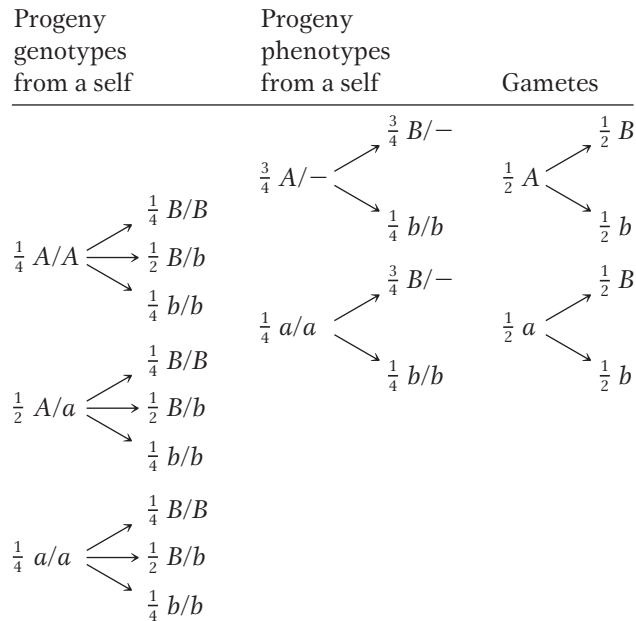 Progeny
genotypes
from a self
Progeny
phenotypes
from a self
Gametes
1/4 A/A
1/4 B/B
1/2 B/b
1/4 b/b
1/2 A/a
1/4 B/B
1/2 B/b
1/4 b/b
1/4 a/a
1/4 B/B
1/2 B/b
1/4 b/b
3/4 A/−
3/4 B/−
1/4 b/b
1/4 a/a
3/4 B/−
1/4 b/b
1/2 A
1/2 B
1/2 b
1/2 a
1/2 B
1/2 b